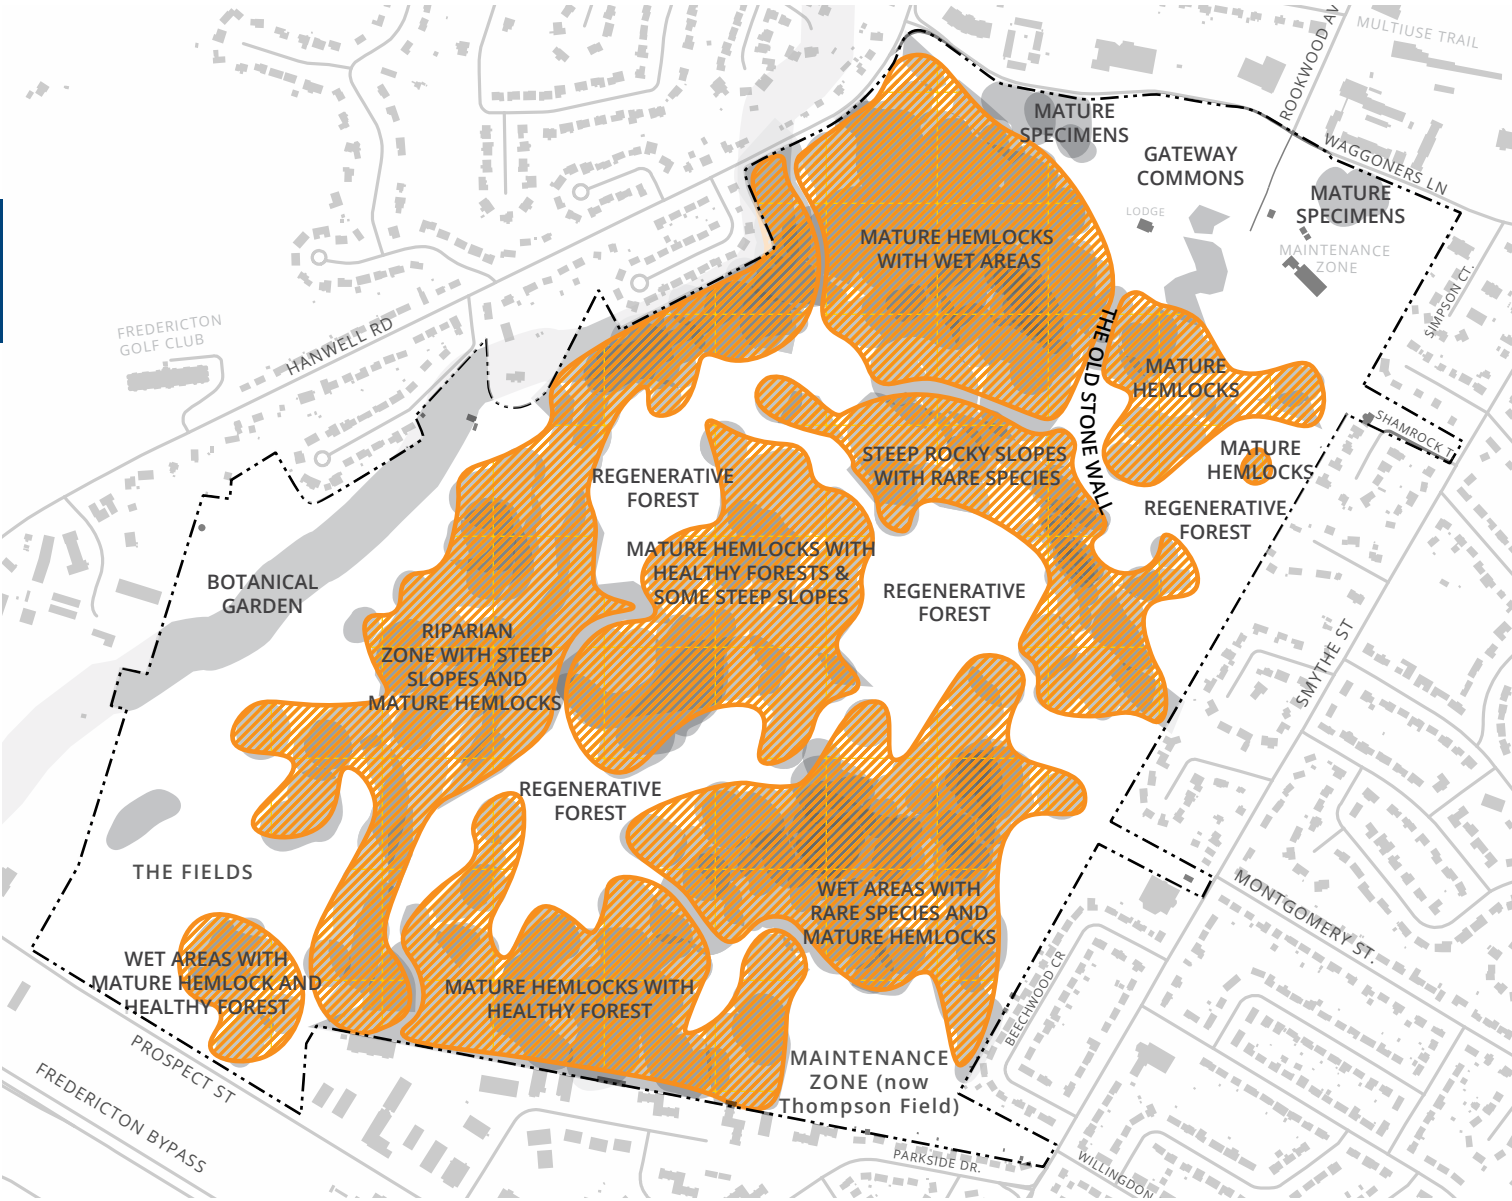 MULTIUSE TRAIL
ROOKWOOD AV
MATURE
SPECIMENS
WAGGONERS LN
GATEWAY
COMMONS
MATURE
SPECIMENS
LODGE
MAINTENANCE
ZONE
MATURE HEMLOCKS
WITH WET AREAS
SIMPSON CT.
FREDERICTON
GOLF CLUB
HANWELL RD
THE OLD STONE WALL
MATURE
HEMLOCKS
SHAMROCK T
STEEP ROCKY SLOPES
WITH RARE SPECIES
MATURE
HEMLOCKS
REGENERATIVE
FOREST
REGENERATIVE
FOREST
MATURE HEMLOCKS WITH
HEALTHY FORESTS &
SOME STEEP SLOPES
BOTANICAL
GARDEN
REGENERATIVE
FOREST
RIPARIAN
ZONE WITH STEEP
SLOPES AND
MATURE HEMLOCKS
SMYTHE ST
REGENERATIVE
FOREST
THE FIELDS
WET AREAS WITH
RARE SPECIES AND
MATURE HEMLOCKS
MONTGOMERY ST.
WET AREAS WITH
MATURE HEMLOCK AND
HEALTHY FOREST
MATURE HEMLOCKS WITH
HEALTHY FOREST
BEECHWOOD CR
PROSPECT ST
MAINTENANCE
ZONE (now
Thompson Field)
FREDERICTON BYPASS
PARKSIDE DR.
WILLINGDON